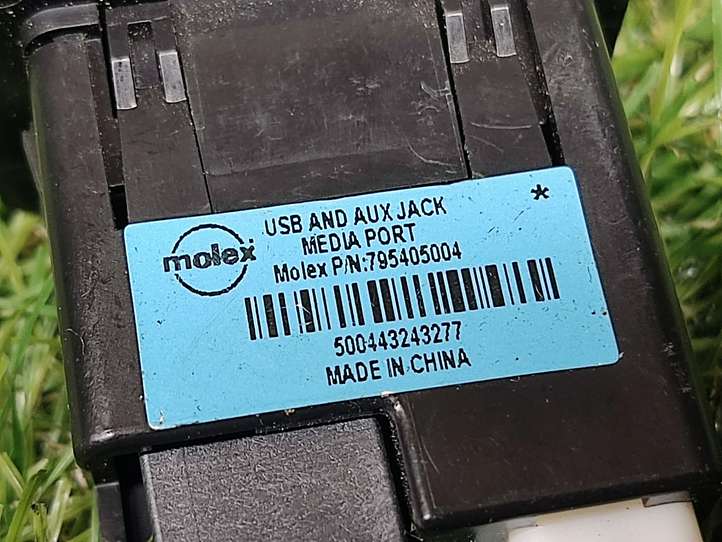 molex
USB AND AUX JACK
MEDIA PORT
Molex P/N:795405004
*
500443243277
MADE IN CHINA